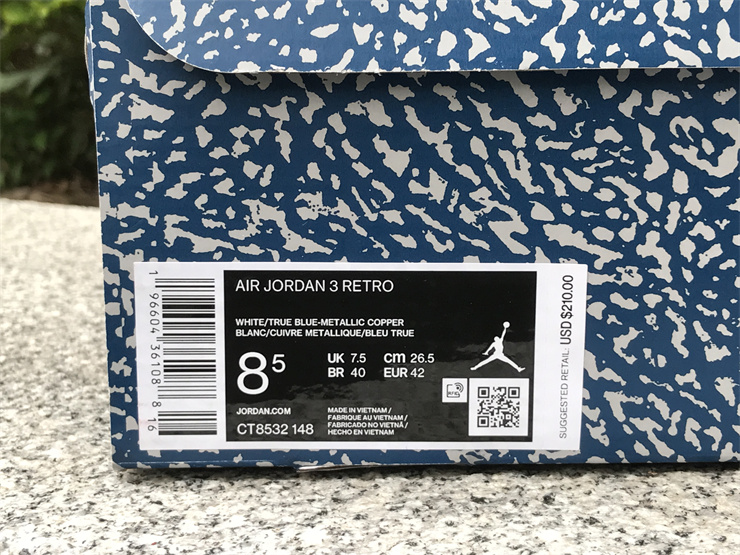 AIR JORDAN 3 RETRO
WHITE/TRUE BLUE-METALLIC COPPER
BLANC/CUIVRE METALLIQUE/BLEU TRUE
8⁵
UK 7.5 cm 26.5
BR 40 EUR 42
JORDAN.COM
CT8532 148
MADE IN VIETNAM /
FABRIQUE AU VIETNAM /
FABRICADO NO VIETNÃ /
HECHO EN VIETNAM
RFID
1 96604 36108 8
16
SUGGESTED RETAIL: USD $210.00